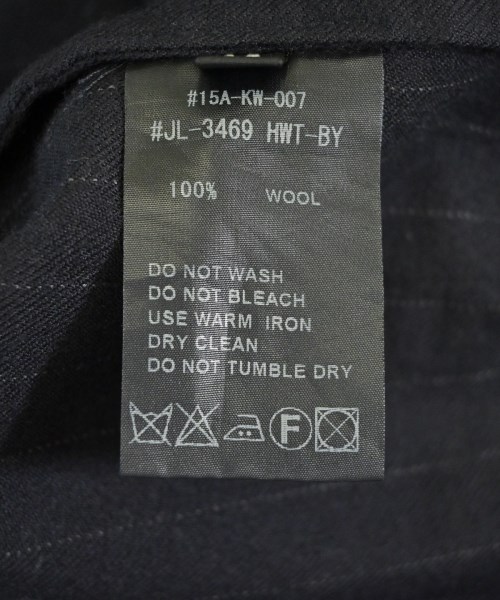 #15A-KW-007
#JL-3469 HWT-BY
100% WOOL
DO NOT WASH
DO NOT BLEACH
USE WARM IRON
DRY CLEAN
DO NOT TUMBLE DRY
F